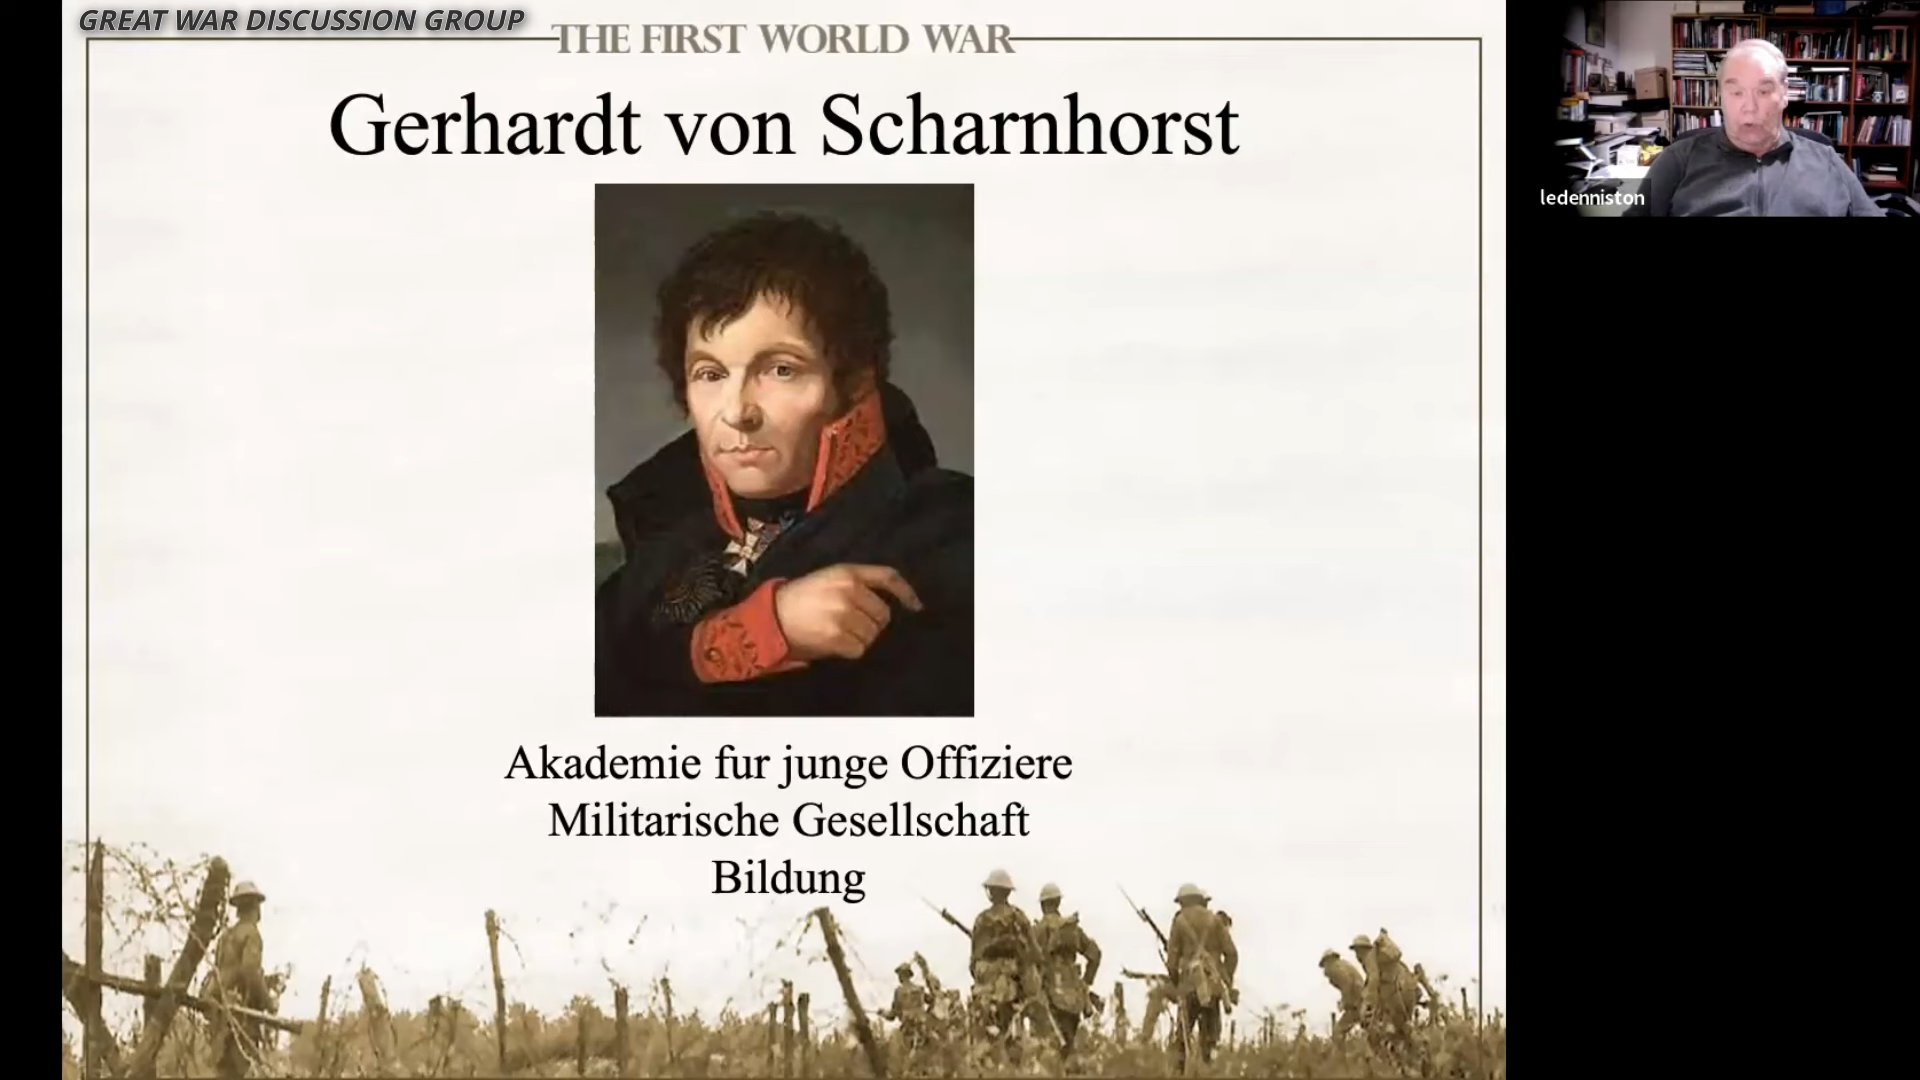 GREAT WAR DISCUSSION GROUP
THE FIRST WORLD WAR
Gerhardt von Scharnhorst
ledenniston
Akademie fur junge Offiziere
Militarische Gesellschaft
Bildung